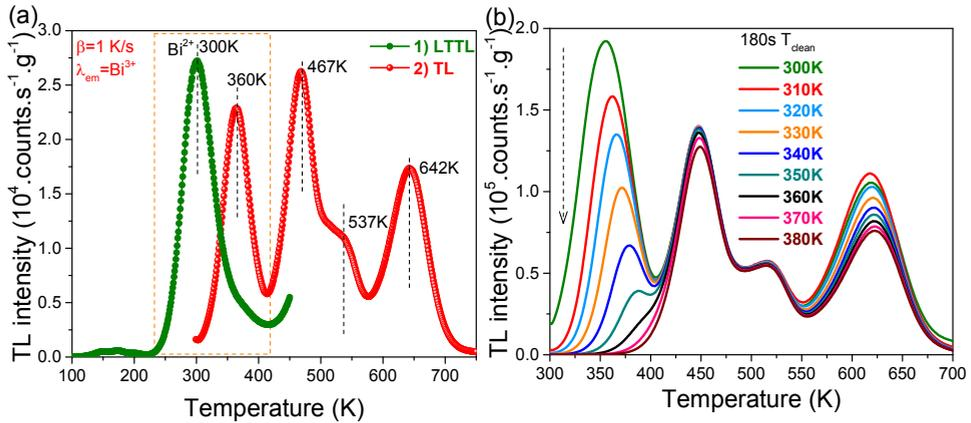 (a)
β=1 K/s
λem=Bi³⁺
Bi²⁺ 300K
360K
467K
537K
642K
1) LTTL
2) TL
3.0
2.5
2.0
1.5
1.0
0.5
0.0
100 200 300 400 500 600 700
Temperature (K)
TL intensity (10⁴.counts.s⁻¹.g⁻¹)
(b)
180s Tclean
300K
310K
320K
330K
340K
350K
360K
370K
380K
2.0
1.5
1.0
0.5
0.0
300 350 400 450 500 550 600 650 700
Temperature (K)
TL intensity (10⁵.counts.s⁻¹.g⁻¹)